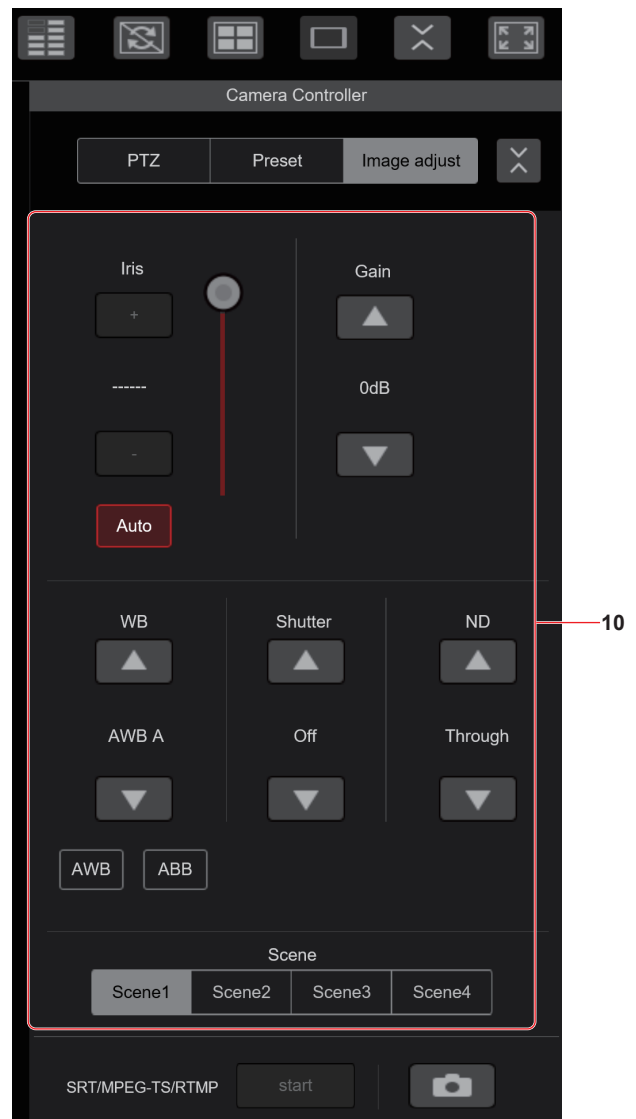 Camera Controller
PTZ Preset Image adjust
Iris Gain
+
------ 0dB
-
Auto
10
WB Shutter ND
AWB A Off Through
AWB ABB
Scene
Scene1 Scene2 Scene3 Scene4
SRT/MPEG-TS/RTMP start